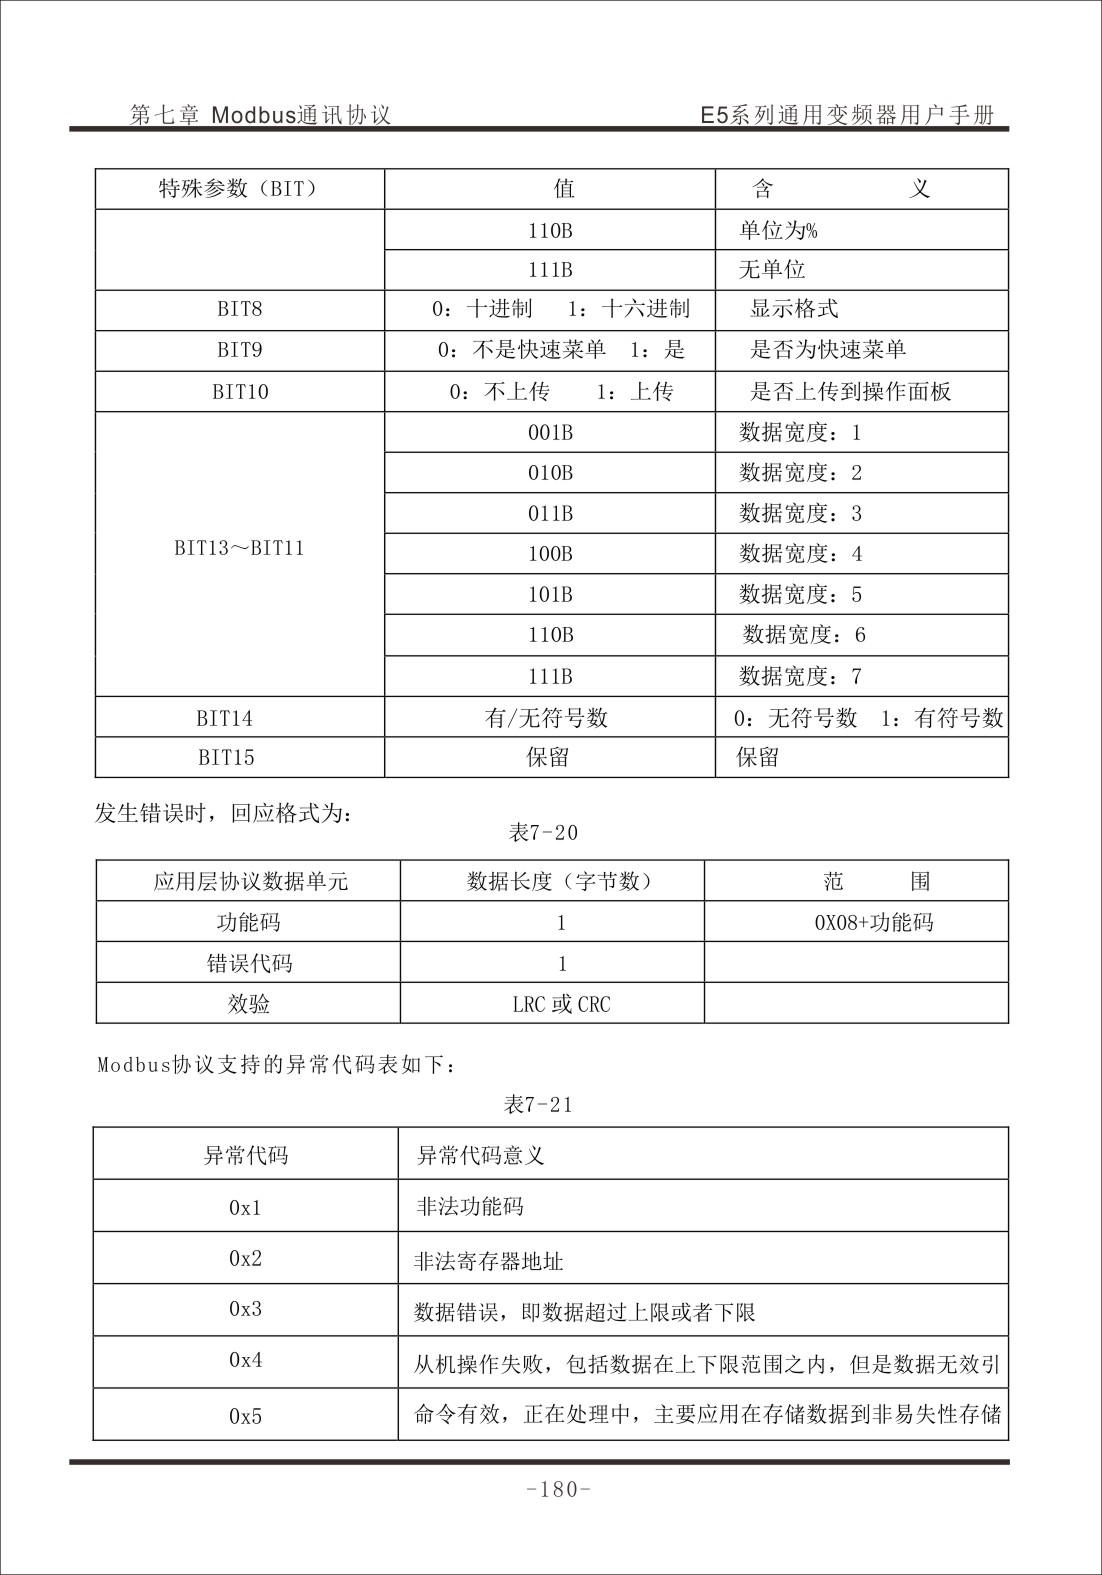 第七章 Modbus通讯协议 E5系列通用变频器用户手册
特殊参数（BIT） 值 含 义
110B 单位为%
111B 无单位
BIT8 0：十进制 1：十六进制 显示格式
BIT9 0：不是快速菜单 1：是 是否为快速菜单
BIT10 0：不上传 1：上传 是否上传到操作面板
001B 数据宽度：1
010B 数据宽度：2
011B 数据宽度：3
BIT13～BIT11 100B 数据宽度：4
101B 数据宽度：5
110B 数据宽度：6
111B 数据宽度：7
BIT14 有/无符号数 0：无符号数 1：有符号数
BIT15 保留 保留
发生错误时，回应格式为：
表7-20
应用层协议数据单元 数据长度（字节数） 范 围
功能码 1 0X08+功能码
错误代码 1
效验 LRC 或 CRC
Modbus协议支持的异常代码表如下：
表7-21
异常代码 异常代码意义
0x1 非法功能码
0x2 非法寄存器地址
0x3 数据错误，即数据超过上限或者下限
0x4 从机操作失败，包括数据在上下限范围之内，但是数据无效引
0x5 命令有效，正在处理中，主要应用在存储数据到非易失性存储
-180-